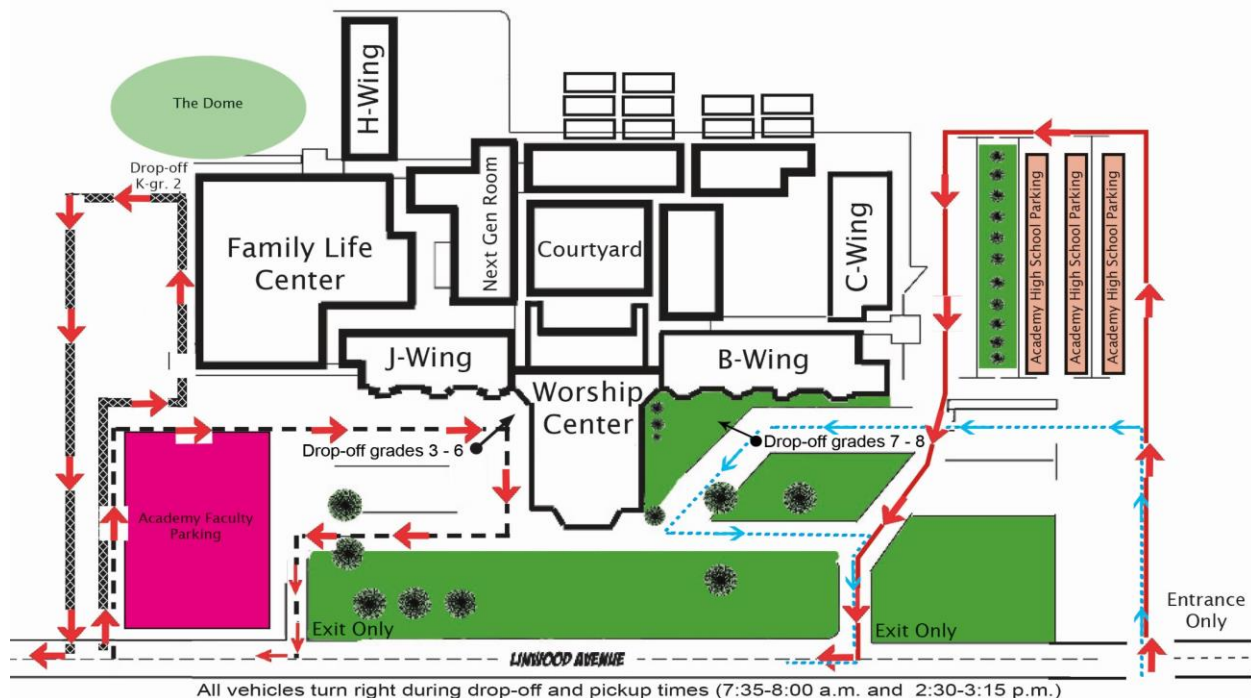 H-Wing
The Dome
Drop-off
K-gr. 2
Family Life
Center
Next Gen Room
Courtyard
C-Wing
Academy High School Parking
Academy High School Parking
Academy High School Parking
J-Wing
B-Wing
Worship
Center
Drop-off grades 3 - 6
Drop-off grades 7 - 8
Academy Faculty
Parking
Entrance
Only
Exit Only
Exit Only
LINWOOD AVENUE
All vehicles turn right during drop-off and pickup times (7:35-8:00 a.m. and 2:30-3:15 p.m.)